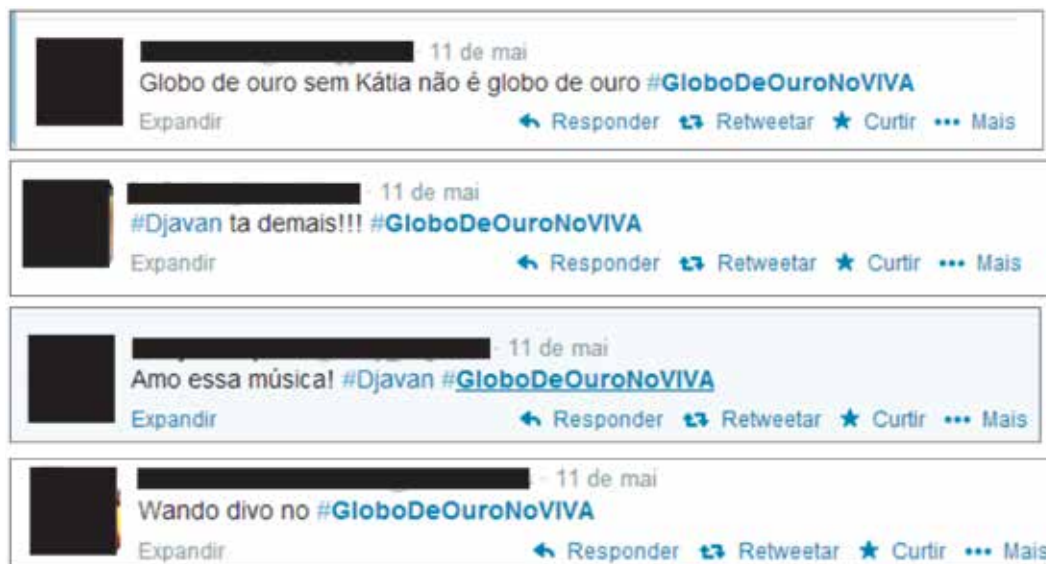 11 de mai
Globo de ouro sem Kátia não é globo de ouro #GloboDeOuroNoVIVA
Expandir Responder Retweetar Curtir Mais
11 de mai
#Djavan ta demais!!! #GloboDeOuroNoVIVA
Expandir Responder Retweetar Curtir Mais
11 de mai
Amo essa música! #Djavan #GloboDeOuroNoVIVA
Expandir Responder Retweetar Curtir Mais
11 de mai
Wando divo no #GloboDeOuroNoVIVA
Expandir Responder Retweetar Curtir Mais